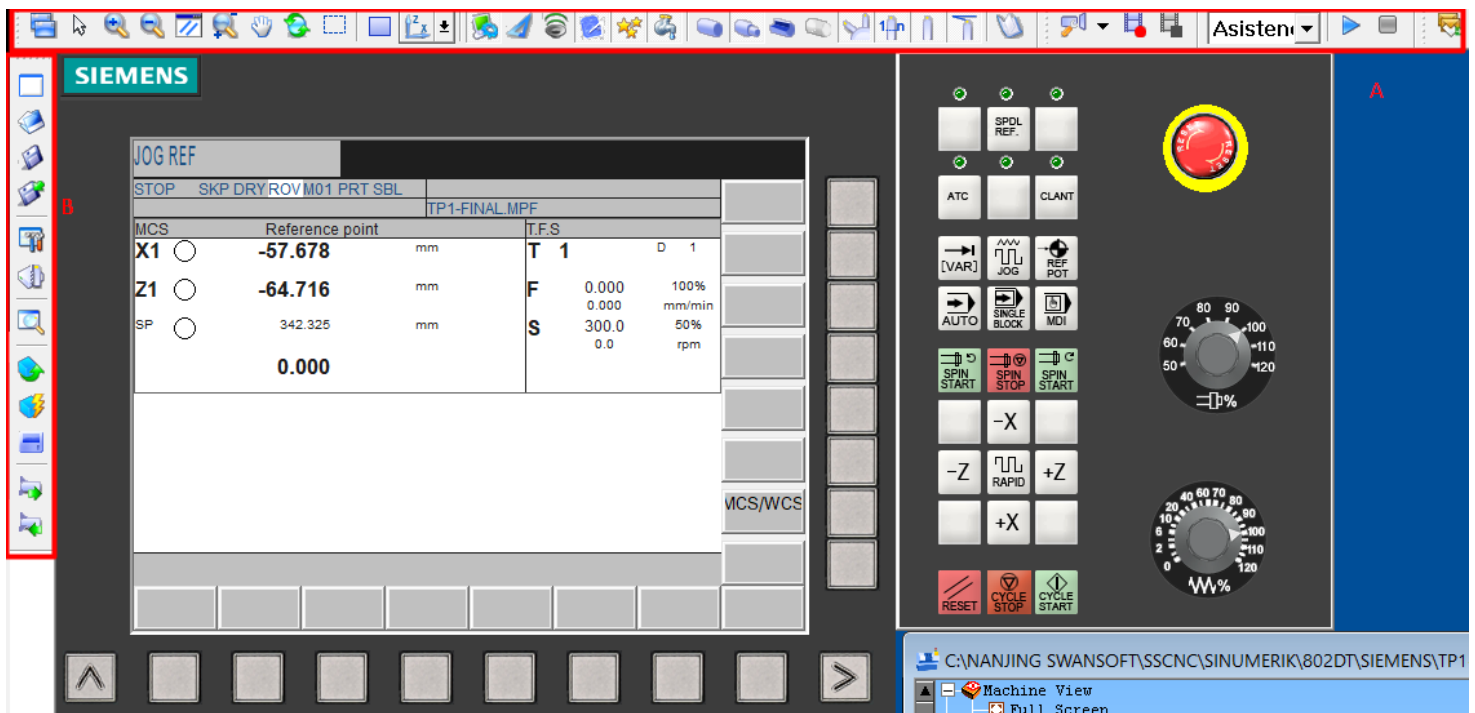 Asisten
A
SIEMENS
B
JOG REF
STOP SKP DRY ROV M01 PRT SBL
TP1-FINAL.MPF
MCS Reference point T.F.S
X1 -57.678 mm T 1 D 1
Z1 -64.716 mm F 0.000 100%
0.000 mm/min
SP 342.325 mm S 300.0 50%
0.0 rpm
0.000
MCS/WCS
SPDL
REF.
ATC
CLANT
[VAR]
JOG
REF
POT
AUTO
SINGLE
BLOCK
MDI
SPIN
START
SPIN
STOP
SPIN
START
-X
-Z
RAPID
+Z
+X
RESET
CYCLE
STOP
CYCLE
START
RESET
RESET
50 60 70 80 90 100 110 120
%
0 2 6 10 20 40 60 70 80 90 100 110 120
%
C:\NANJING SWANSOFT\SSCNC\SINUMERIK\802DT\SIEMENS\TP1
Machine View
Full Screen